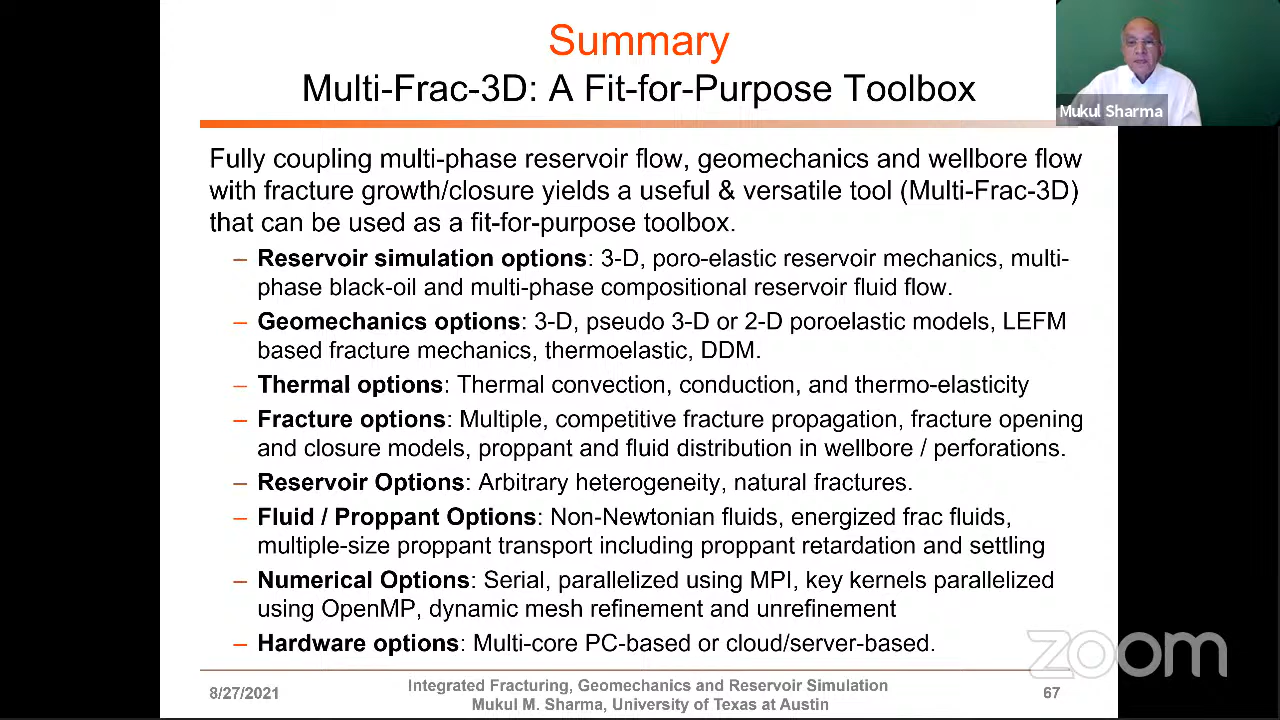 Summary
Multi-Frac-3D: A Fit-for-Purpose Toolbox
Mukul Sharma
Fully coupling multi-phase reservoir flow, geomechanics and wellbore flow
with fracture growth/closure yields a useful & versatile tool (Multi-Frac-3D)
that can be used as a fit-for-purpose toolbox.
– Reservoir simulation options: 3-D, poro-elastic reservoir mechanics, multi-
phase black-oil and multi-phase compositional reservoir fluid flow.
– Geomechanics options: 3-D, pseudo 3-D or 2-D poroelastic models, LEFM
based fracture mechanics, thermoelastic, DDM.
– Thermal options: Thermal convection, conduction, and thermo-elasticity
– Fracture options: Multiple, competitive fracture propagation, fracture opening
and closure models, proppant and fluid distribution in wellbore / perforations.
– Reservoir Options: Arbitrary heterogeneity, natural fractures.
– Fluid / Proppant Options: Non-Newtonian fluids, energized frac fluids,
multiple-size proppant transport including proppant retardation and settling
– Numerical Options: Serial, parallelized using MPI, key kernels parallelized
using OpenMP, dynamic mesh refinement and unrefinement
– Hardware options: Multi-core PC-based or cloud/server-based.
zoom
8/27/2021
Integrated Fracturing, Geomechanics and Reservoir Simulation
Mukul M. Sharma, University of Texas at Austin
67